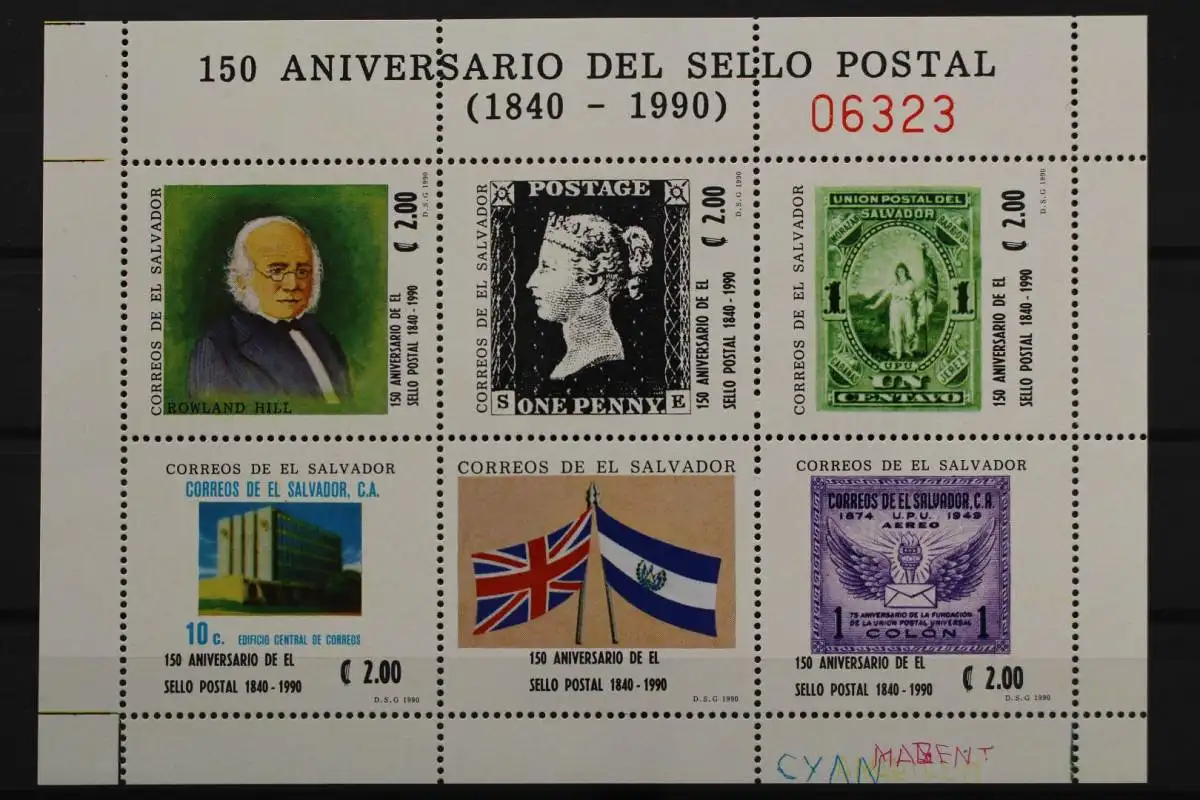 150 ANIVERSARIO DEL SELLO POSTAL
(1840 - 1990)
06323
CORREOS DE EL SALVADOR
ROWLAND HILL
₡ 2.00
D.S.G 1990
150 ANIVERSARIO DE EL
SELLO POSTAL 1840-1990
CORREOS DE EL SALVADOR
POSTAGE
S ONE PENNY E
₡ 2.00
D.S.G 1990
150 ANIVERSARIO DE EL
SELLO POSTAL 1840-1990
CORREOS DE EL SALVADOR
UNION POSTAL DEL
SALVADOR
1 1
UPU
UN
CENTAVO
₡ 2.00
D.S.G 1990
150 ANIVERSARIO DE EL
SELLO POSTAL 1840-1990
CORREOS DE EL SALVADOR
CORREOS DE EL SALVADOR, C.A.
10 c. EDIFICIO CENTRAL DE CORREOS
150 ANIVERSARIO DE EL
SELLO POSTAL 1840-1990
₡ 2.00
D.S.G 1990
CORREOS DE EL SALVADOR
150 ANIVERSARIO DE EL
SELLO POSTAL 1840-1990
D.S.G 1990
CORREOS DE EL SALVADOR
CORREOS DE EL SALVADOR, C.A.
1874 U.P.U. 1949
AEREO
75 ANIVERSARIO DE LA FUNDACION
DE LA UNION POSTAL UNIVERSAL
1 COLÓN 1
150 ANIVERSARIO DE EL
SELLO POSTAL 1840-1990
₡ 2.00
D.S.G 1990
CYAN MAGENT